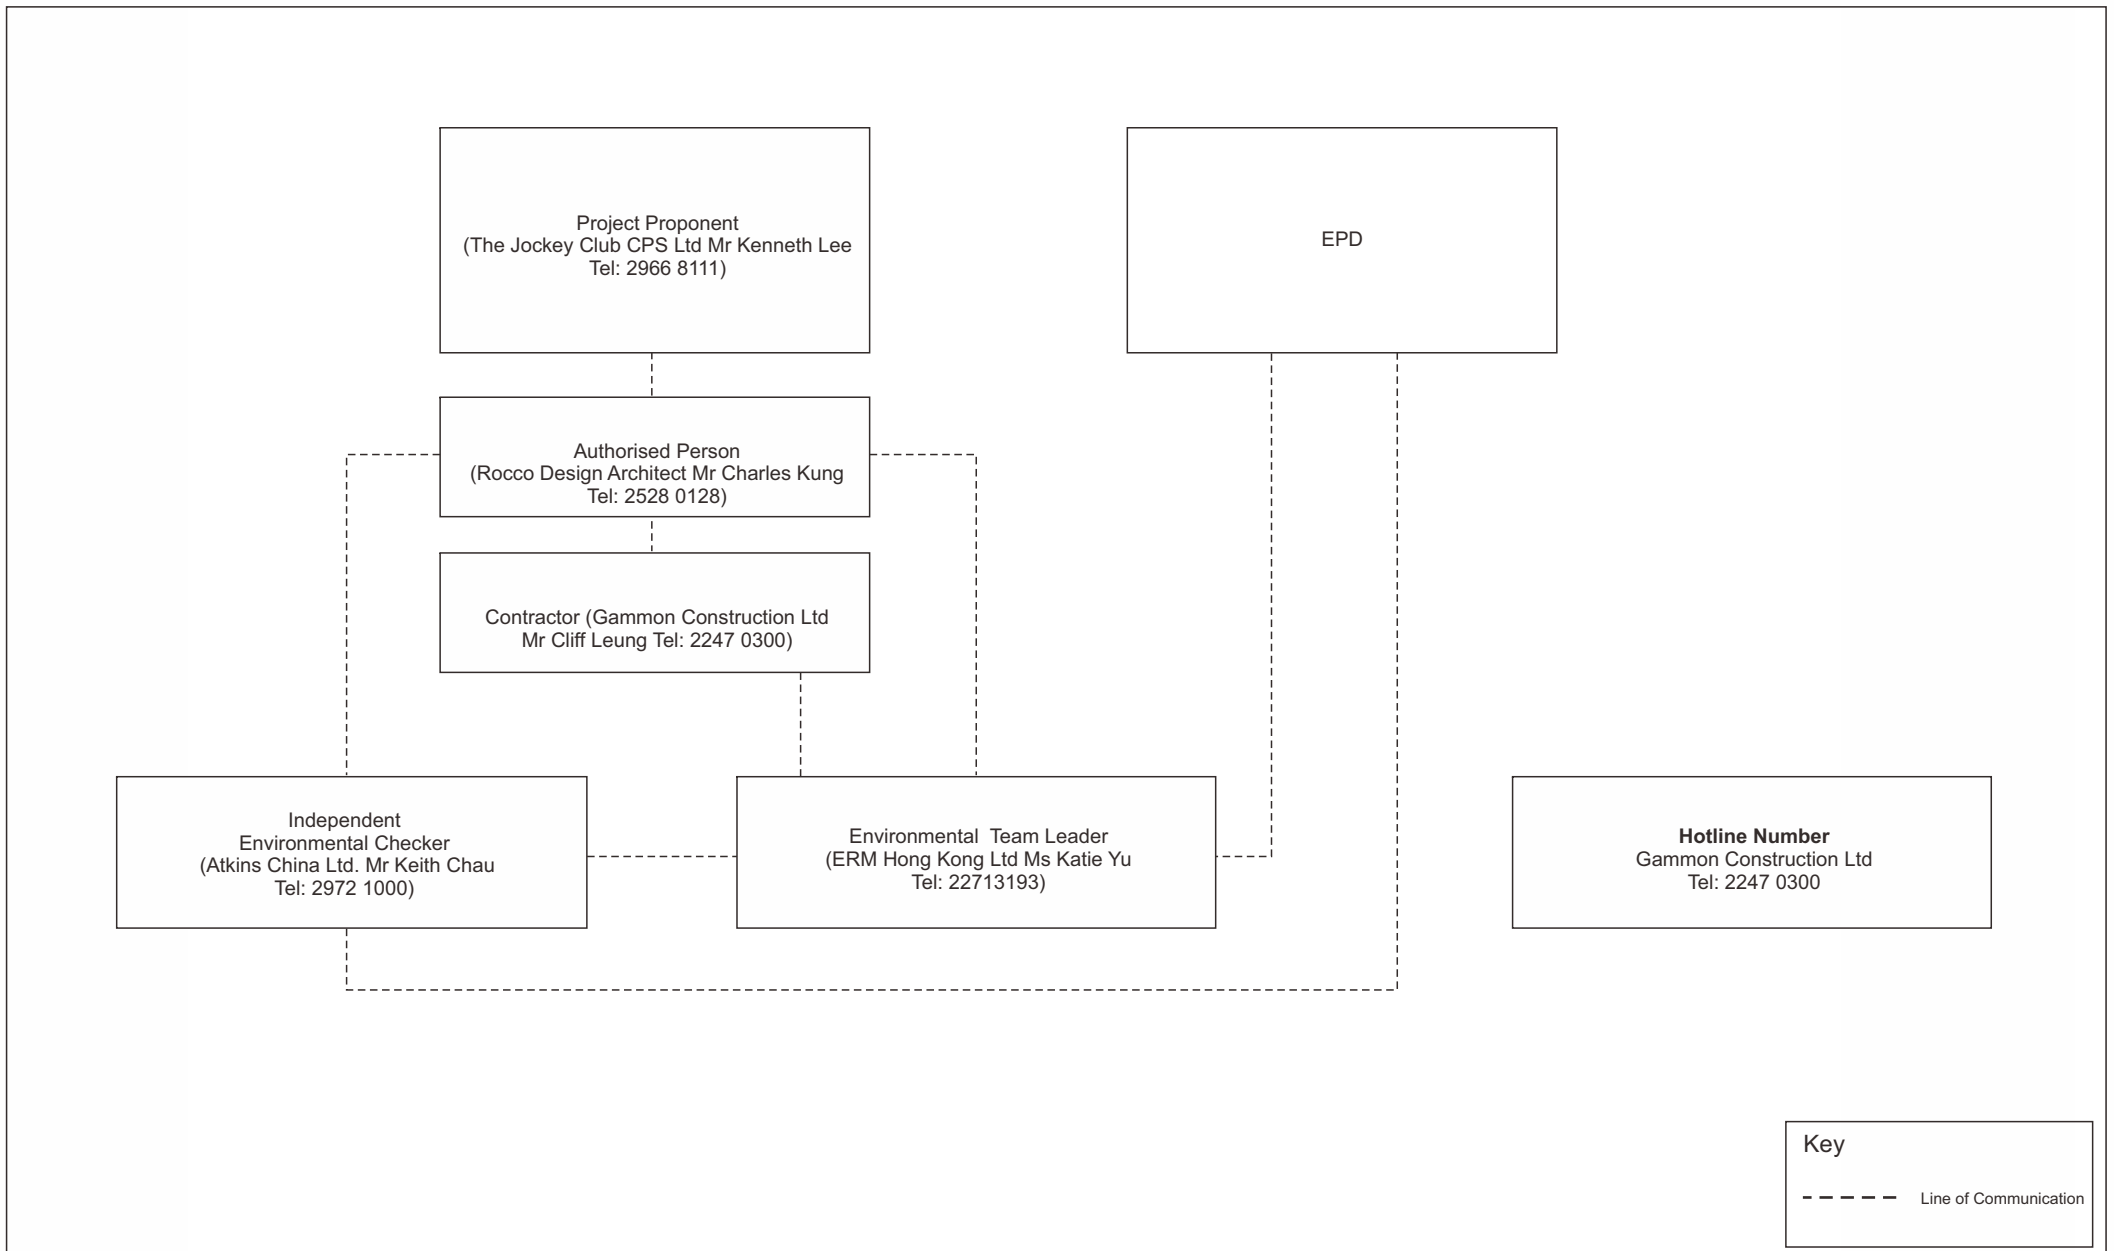 Project Proponent
(The Jockey Club CPS Ltd Mr Kenneth Lee
Tel: 2966 8111)
EPD
Authorised Person
(Rocco Design Architect Mr Charles Kung
Tel: 2528 0128)
Contractor (Gammon Construction Ltd
Mr Cliff Leung Tel: 2247 0300)
Independent
Environmental Checker
(Atkins China Ltd. Mr Keith Chau
Tel: 2972 1000)
Environmental  Team Leader
(ERM Hong Kong Ltd Ms Katie Yu
Tel: 22713193)
Hotline Number
Gammon Construction Ltd
Tel: 2247 0300
Key
Line of Communication